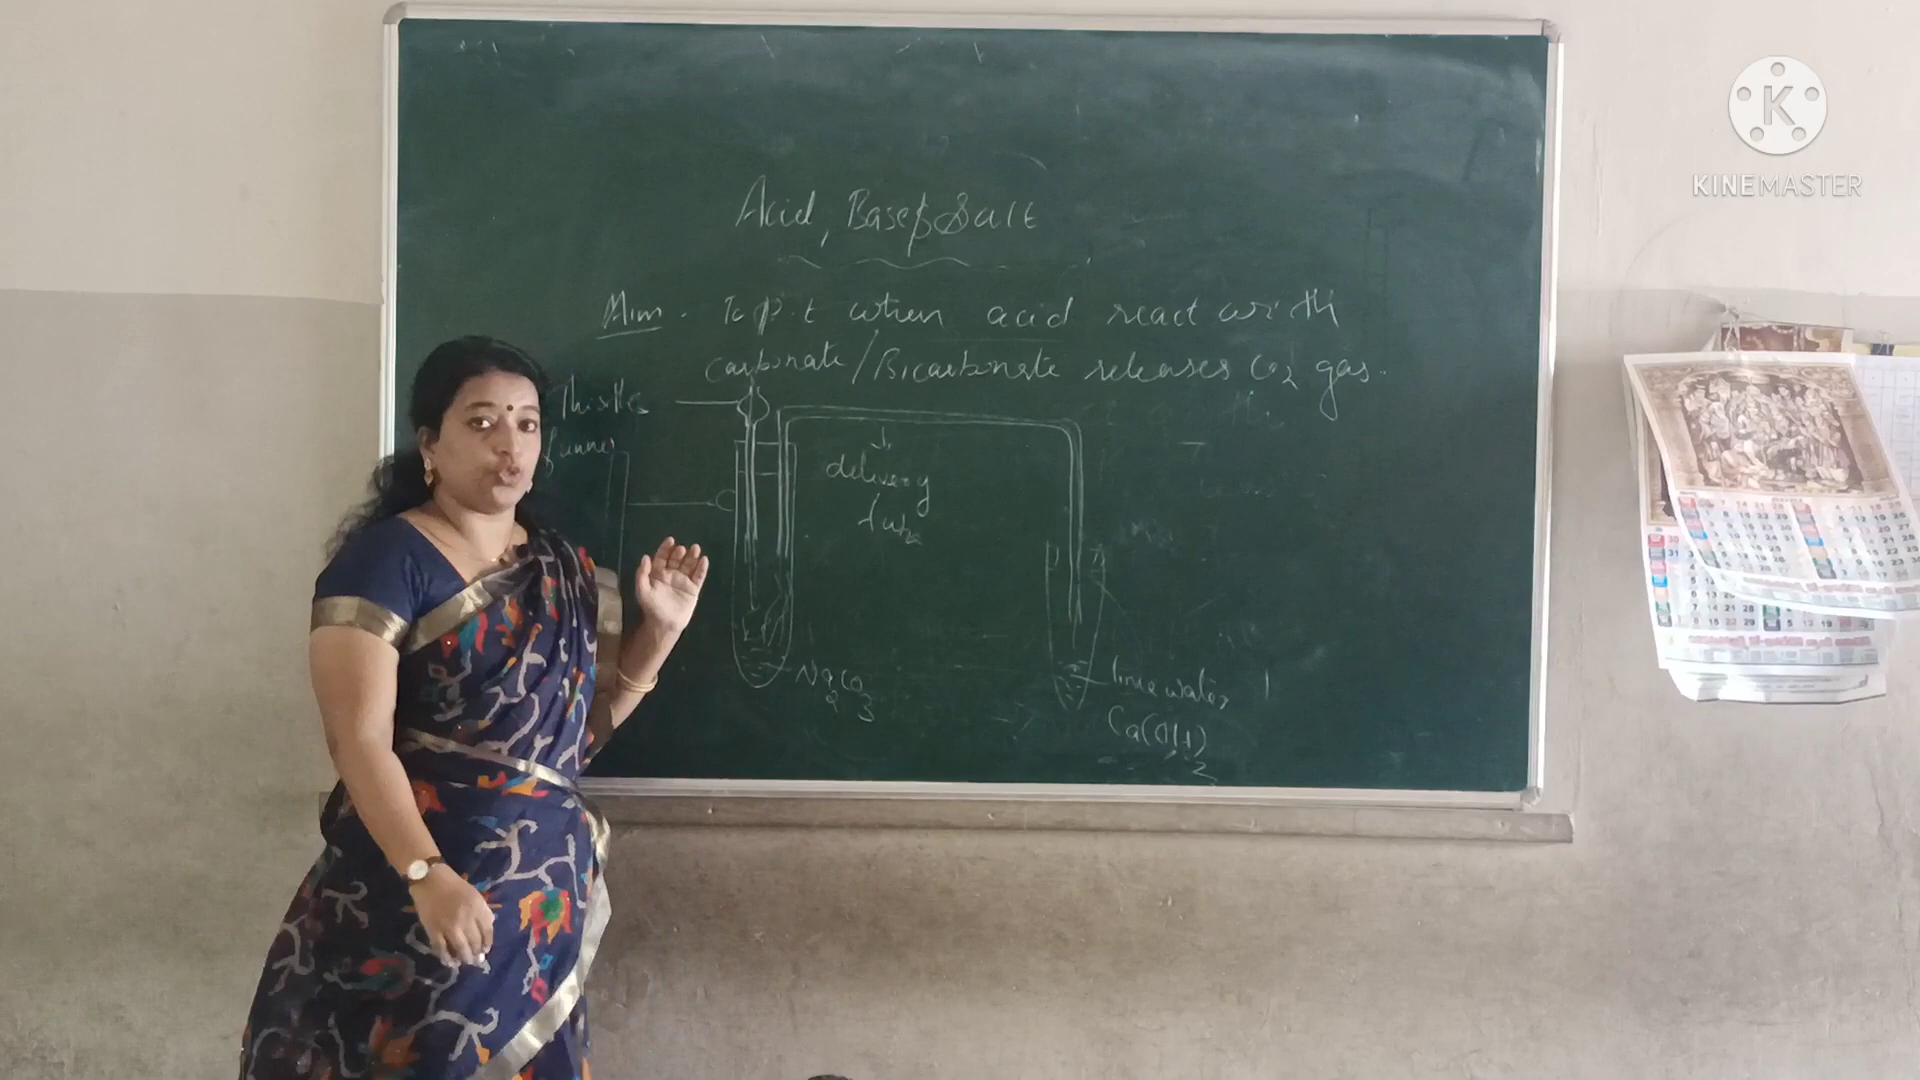 Acid, Base & Salt
Aim. To p.t when acid react with
carbonate/Bicarbonate releases CO2 gas.
Thistle
funnel
delivery
tube
Na2CO3
lime water
Ca(OH)2
KINEMASTER